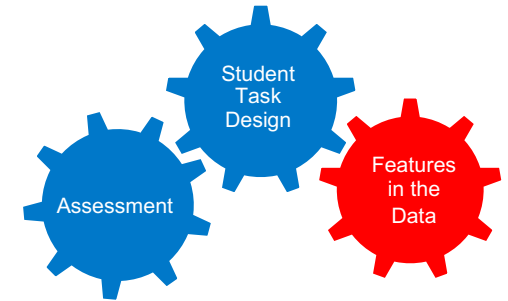 Student
Task
Design
Assessment
Features
in the
Data